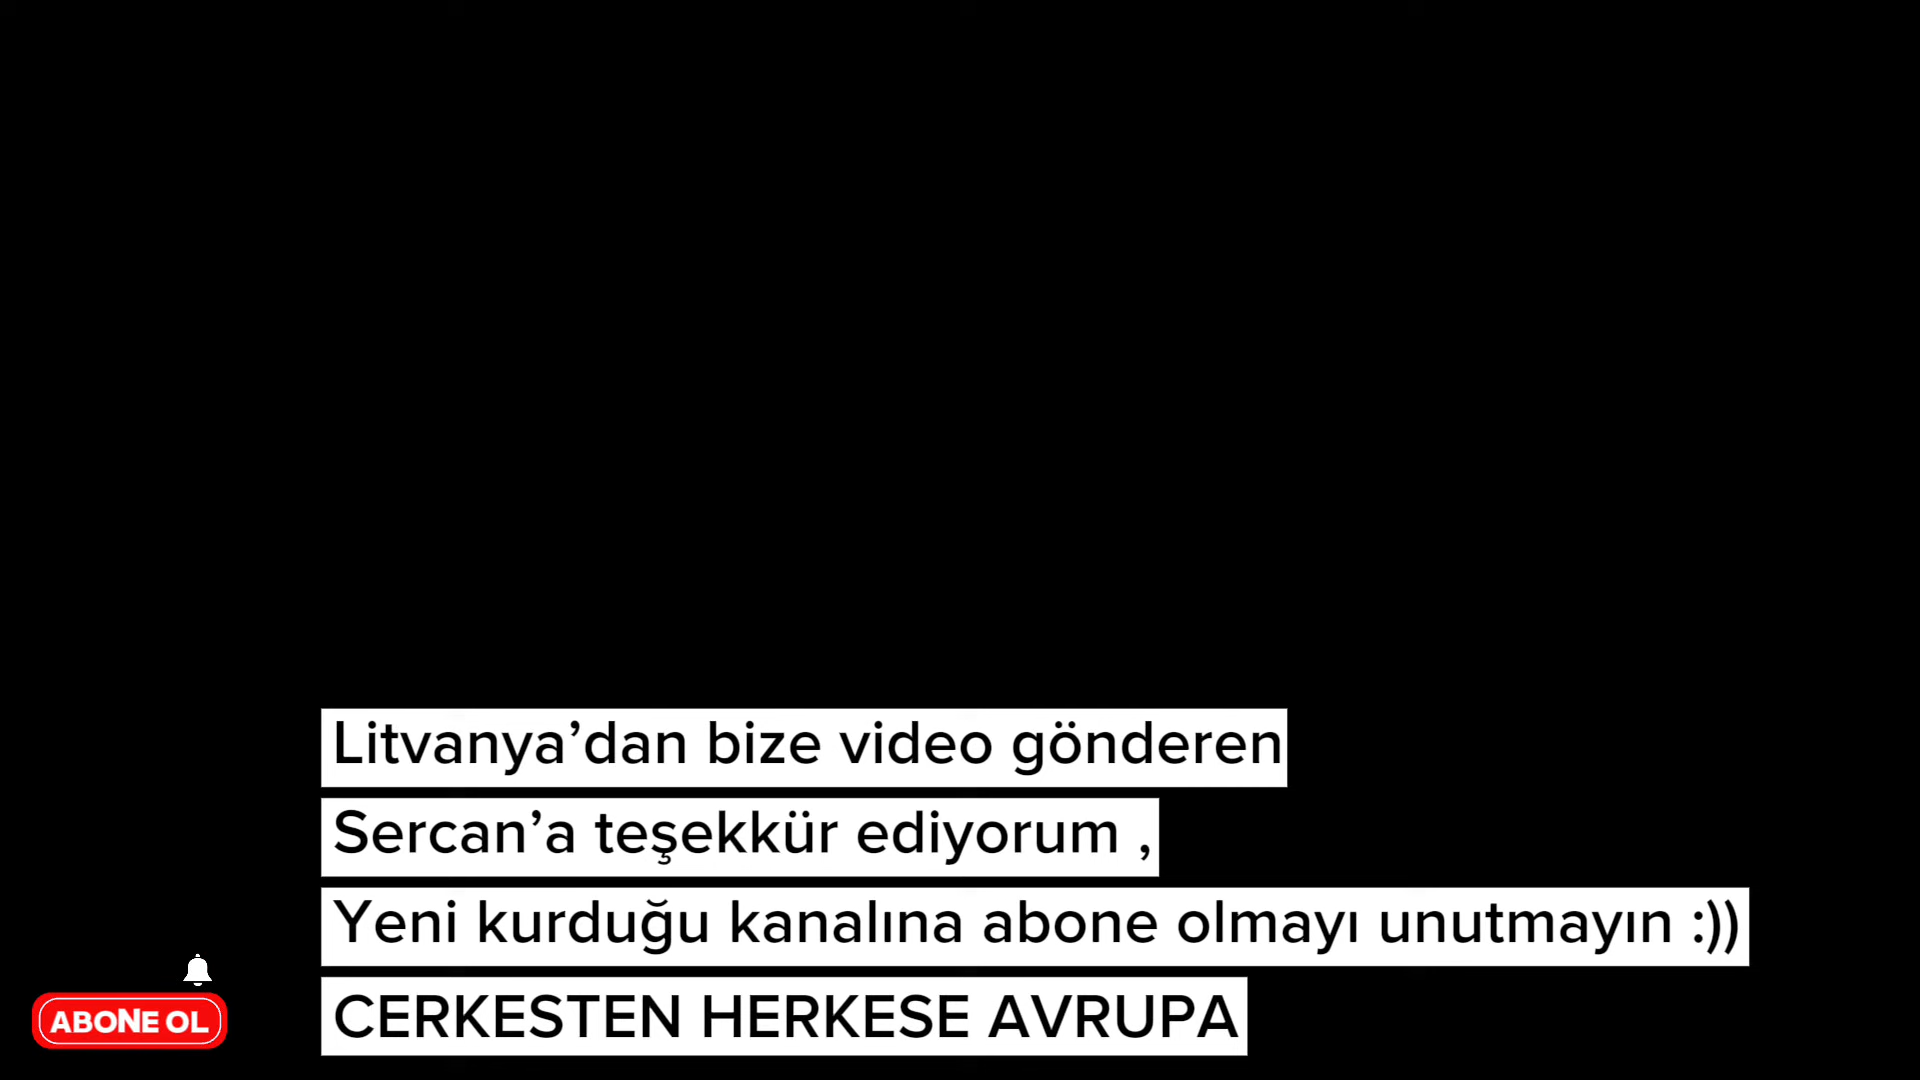 Litvanya’dan bize video gönderen
Sercan’a teşekkür ediyorum ,
Yeni kurduğu kanalına abone olmayı unutmayın :))
CERKESTEN HERKESE AVRUPA
ABONE OL